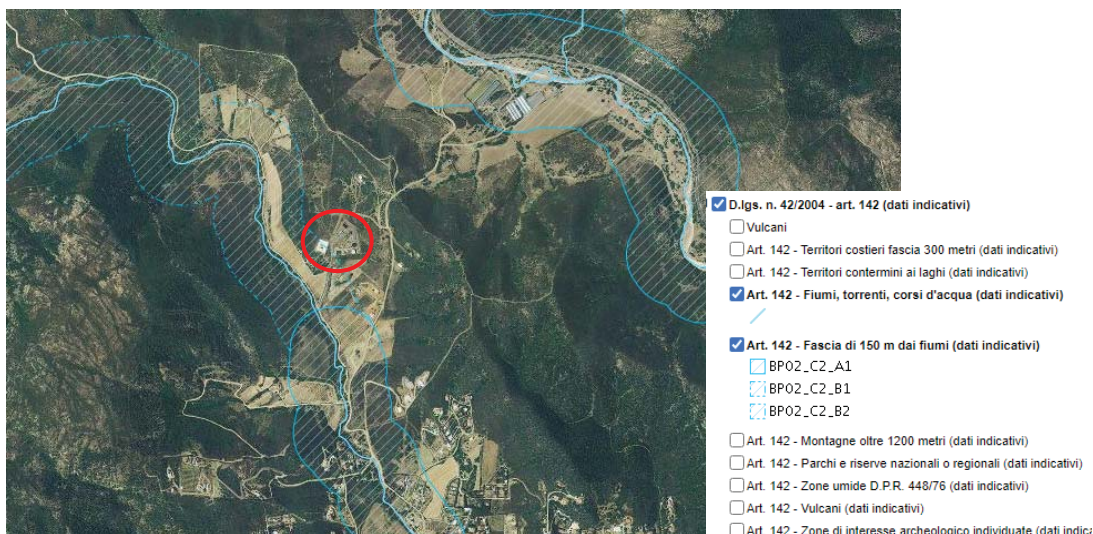 D.lgs. n. 42/2004 - art. 142 (dati indicativi)
Vulcani
Art. 142 - Territori costieri fascia 300 metri (dati indicativi)
Art. 142 - Territori contermini ai laghi (dati indicativi)
Art. 142 - Fiumi, torrenti, corsi d'acqua (dati indicativi)
Art. 142 - Fascia di 150 m dai fiumi (dati indicativi)
BP02_C2_A1
BP02_C2_B1
BP02_C2_B2
Art. 142 - Montagne oltre 1200 metri (dati indicativi)
Art. 142 - Parchi e riserve nazionali o regionali (dati indicativi)
Art. 142 - Zone umide D.P.R. 448/76 (dati indicativi)
Art. 142 - Vulcani (dati indicativi)
Art. 142 - Zone di interesse archeologico individuate (dati indica